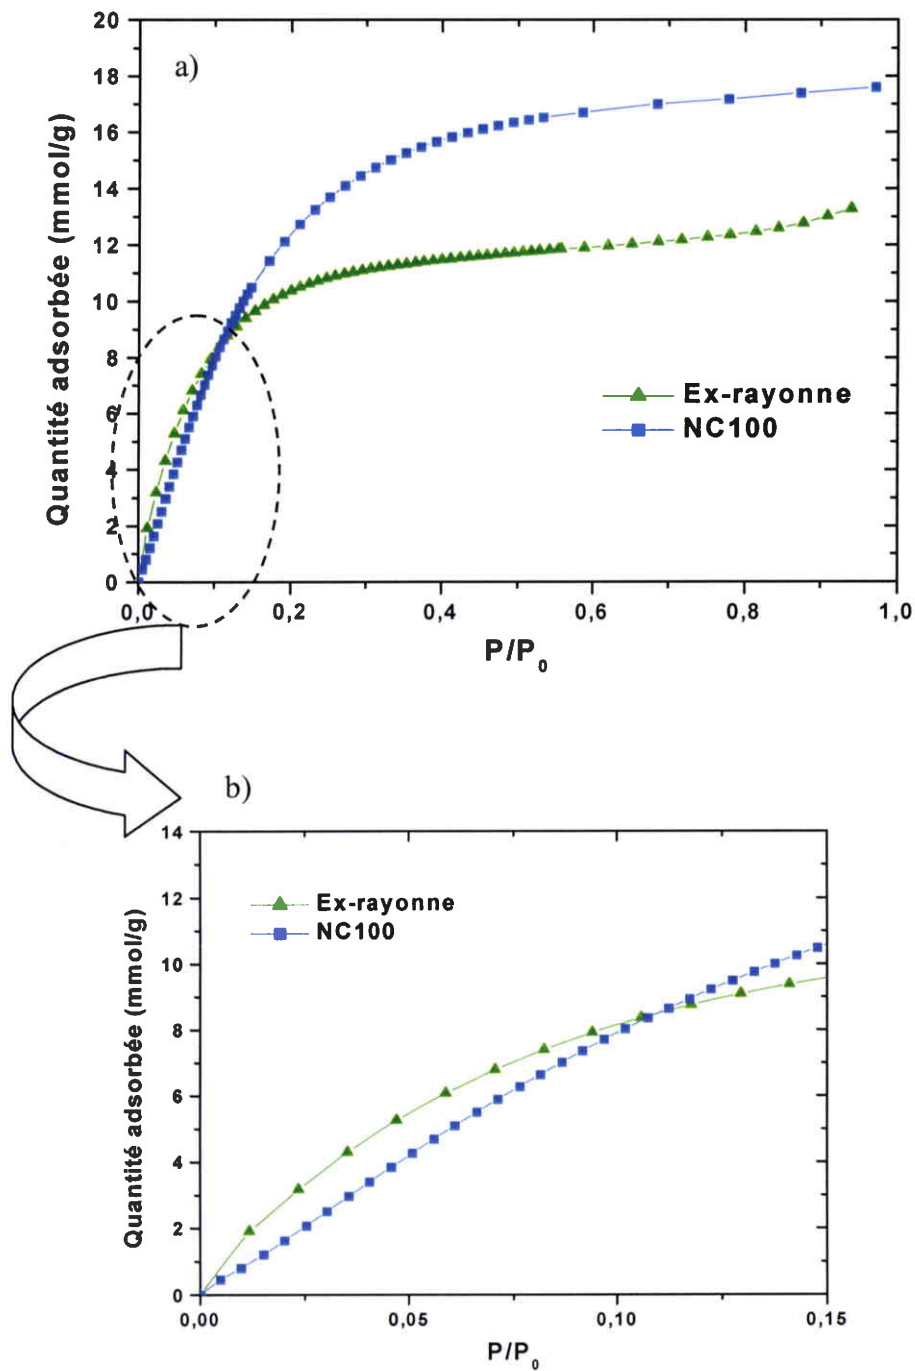 a)
Quantité adsorbée (mmol/g)
20
18
16
14
12
10
8
6
4
2
0
Ex-rayonne
NC100
0,0
0,2
0,4
0,6
0,8
1,0
P/P0
b)
Quantité adsorbée (mmol/g)
14
12
10
8
6
4
2
0
Ex-rayonne
NC100
0,00
0,05
0,10
0,15
P/P0